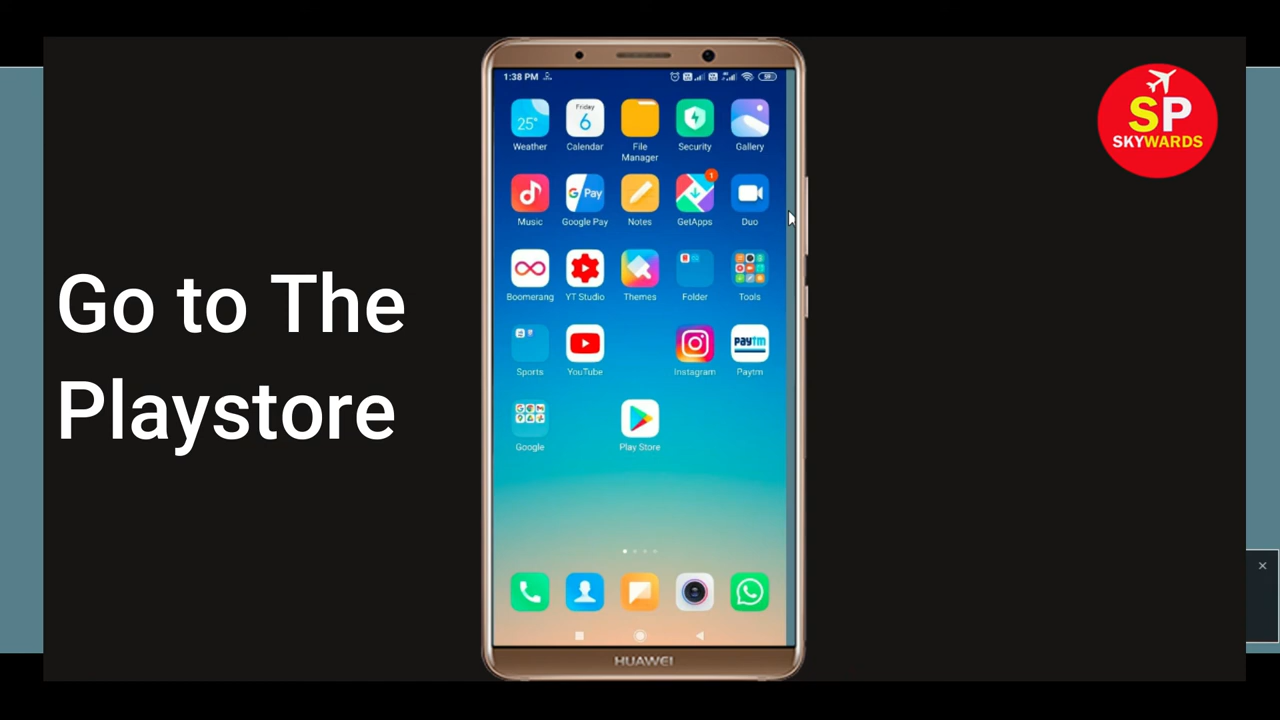 1:38 PM
SP
SKYWARDS
25°
Friday
6
Weather
Calendar
File
Manager
Security
Gallery
G Pay
1
Music
Google Pay
Notes
GetApps
Duo
Boomerang
YT Studio
Themes
Folder
Tools
paytm
Sports
YouTube
Instagram
Paytm
Google
Play Store
Go to The
Playstore
HUAWEI